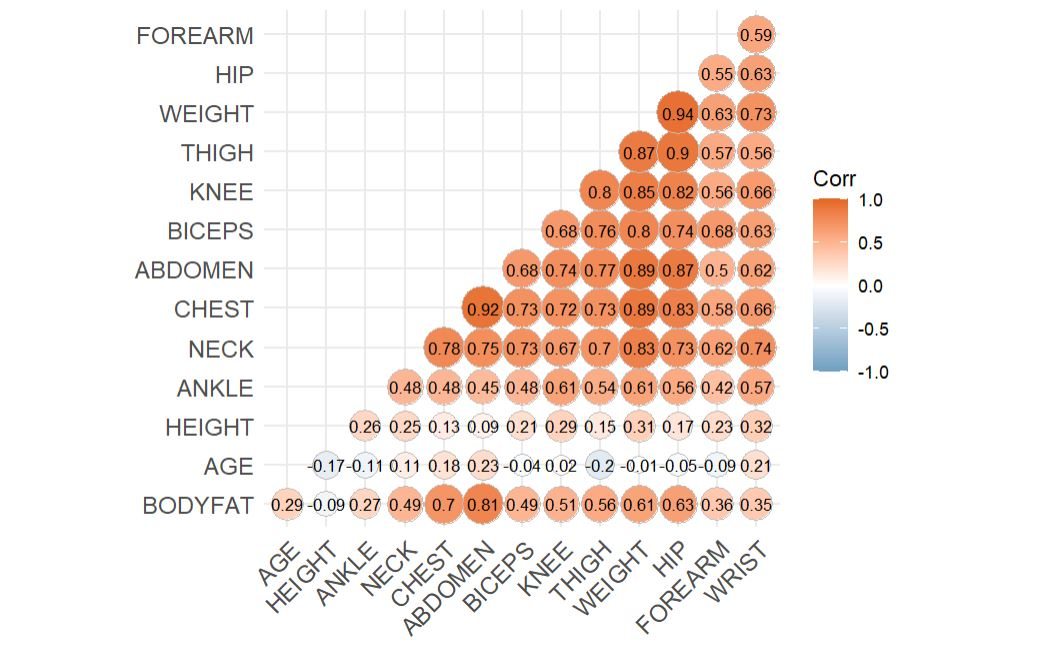 FOREARM 0.59
HIP 0.55 0.63
WEIGHT 0.94 0.63 0.73
THIGH 0.87 0.9 0.57 0.56
KNEE 0.8 0.85 0.82 0.56 0.66
BICEPS 0.68 0.76 0.8 0.74 0.68 0.63
ABDOMEN 0.68 0.74 0.77 0.89 0.87 0.5 0.62
CHEST 0.92 0.73 0.72 0.73 0.89 0.83 0.58 0.66
NECK 0.78 0.75 0.73 0.67 0.7 0.83 0.73 0.62 0.74
ANKLE 0.48 0.48 0.45 0.48 0.61 0.54 0.61 0.56 0.42 0.57
HEIGHT 0.26 0.25 0.13 0.09 0.21 0.29 0.15 0.31 0.17 0.23 0.32
AGE -0.17 -0.11 0.11 0.18 0.23 -0.04 0.02 -0.2 -0.01 -0.05 -0.09 0.21
BODYFAT 0.29 -0.09 0.27 0.49 0.7 0.81 0.49 0.51 0.56 0.61 0.63 0.36 0.35
AGE
HEIGHT
ANKLE
NECK
CHEST
ABDOMEN
BICEPS
KNEE
THIGH
WEIGHT
HIP
FOREARM
WRIST
Corr
1.0
0.5
0.0
-0.5
-1.0